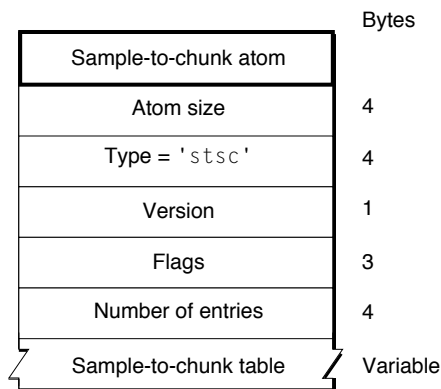 Bytes
Sample-to-chunk atom
Atom size 4
Type = 'stsc' 4
Version 1
Flags 3
Number of entries 4
Sample-to-chunk table Variable